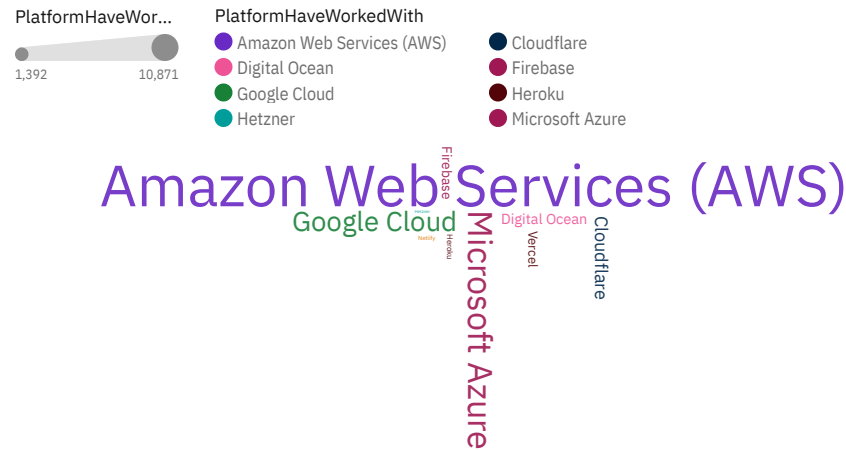 PlatformHaveWor...
1,392
10,871
PlatformHaveWorkedWith
Amazon Web Services (AWS)
Digital Ocean
Google Cloud
Hetzner
Cloudflare
Firebase
Heroku
Microsoft Azure
Firebase
Amazon Web Services (AWS)
Hetzner
Google Cloud
Digital Ocean
Netlify
Heroku
Microsoft Azure
Vercel
Cloudflare